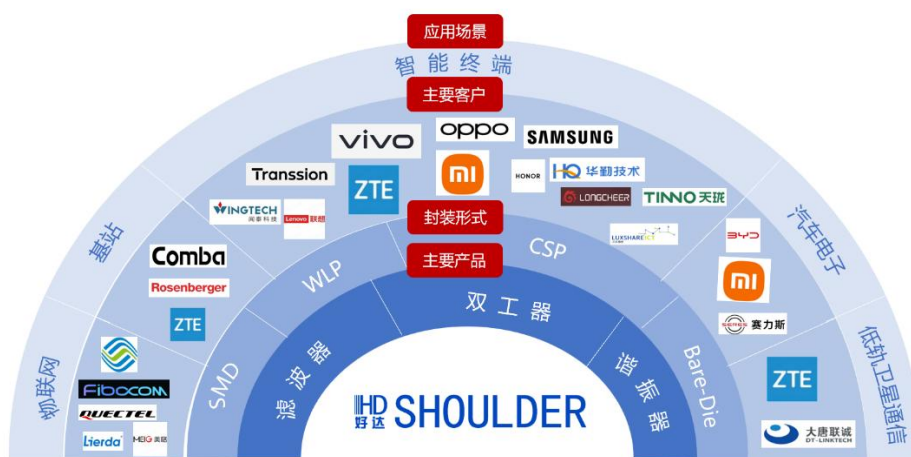 应用场景
智能终端
主要客户
vivo
oppo
SAMSUNG
Transsion
ZTE
mi
HONOR
HQ 华勤技术
LONGCHEER
TINNO 天珑
WINGTECH
闻泰科技
Lenovo 联想
封装形式
LUXSHARE ICT
基站
Comba
Rosenberger
ZTE
汽车电子
BYD
mi
赛力斯
WLP
CSP
主要产品
双工器
物联网
Fibocom
QUECTEL
Lierda
MEIG 美格
SMD
滤波器
谐振器
Bare-Die
低轨卫星通信
ZTE
大唐联诚
DT-LINKTECH
HD
好达
SHOULDER